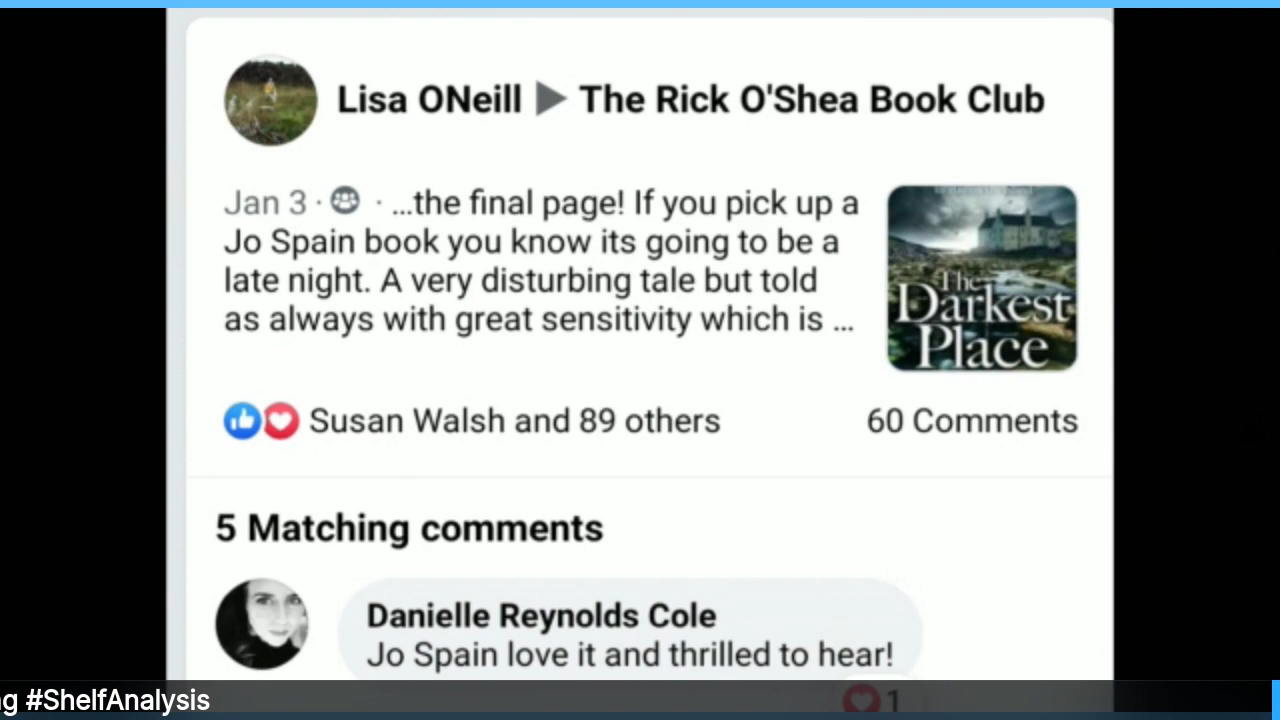 Lisa ONeill ▶ The Rick O'Shea Book Club
Jan 3 · · ...the final page! If you pick up a
Jo Spain book you know its going to be a
late night. A very disturbing tale but told
as always with great sensitivity which is ...
The
Darkest
Place
Susan Walsh and 89 others
60 Comments
5 Matching comments
Danielle Reynolds Cole
Jo Spain love it and thrilled to hear!
1
#ShelfAnalysis